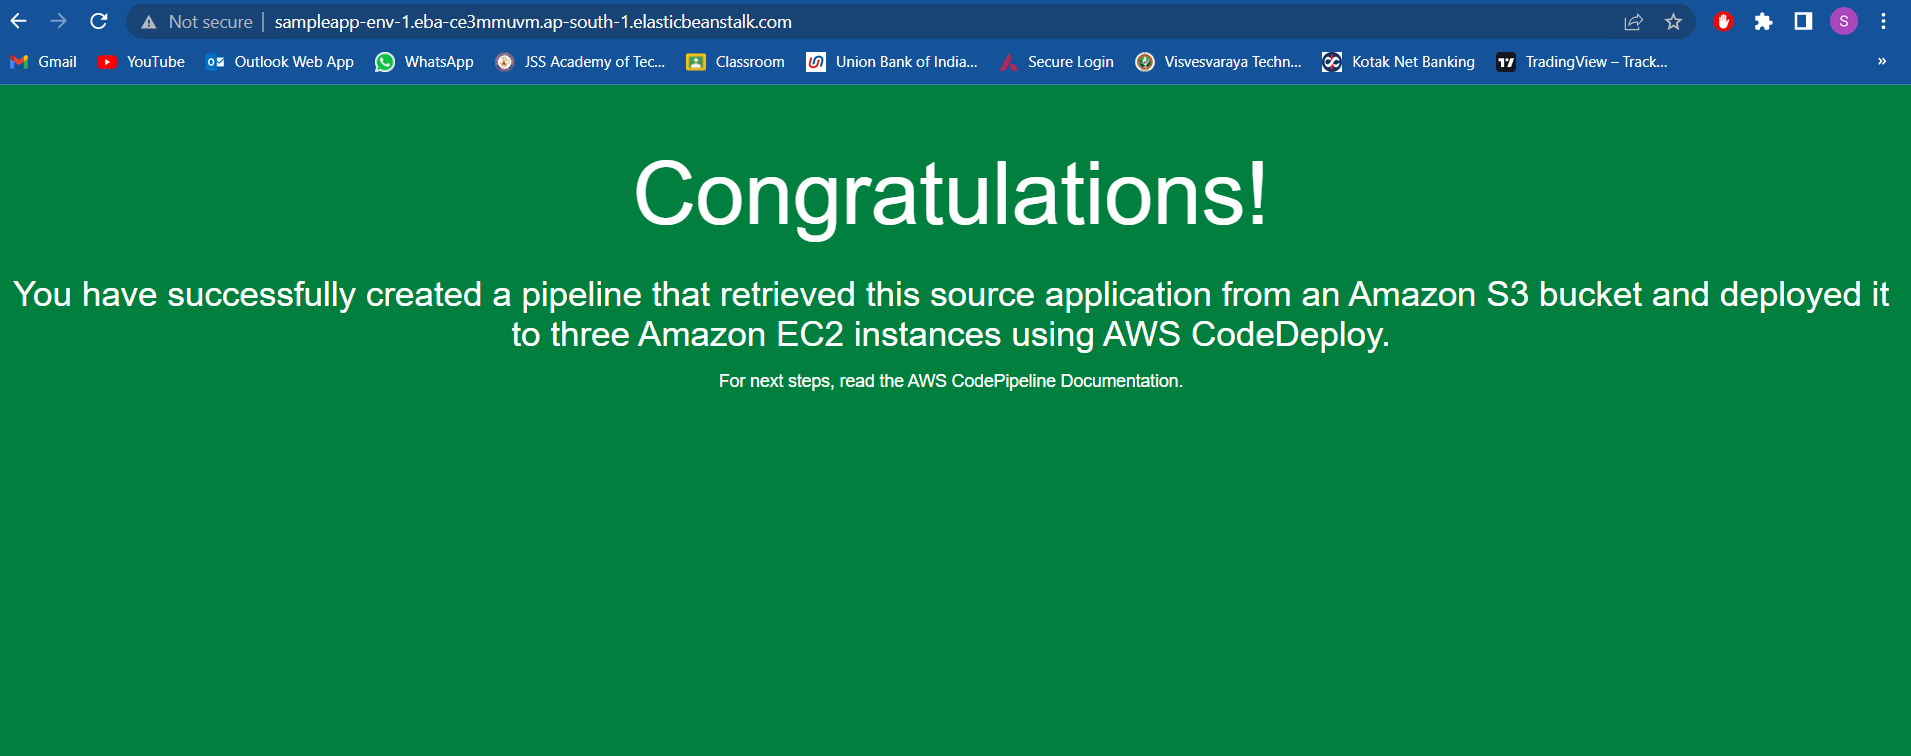 Not secure | sampleapp-env-1.eba-ce3mmuvm.ap-south-1.elasticbeanstalk.com S
Gmail YouTube Outlook Web App WhatsApp JSS Academy of Tec... Classroom Union Bank of India... Secure Login Visvesvaraya Techn... Kotak Net Banking TradingView – Track... »
Congratulations!
You have successfully created a pipeline that retrieved this source application from an Amazon S3 bucket and deployed it
to three Amazon EC2 instances using AWS CodeDeploy.
For next steps, read the AWS CodePipeline Documentation.